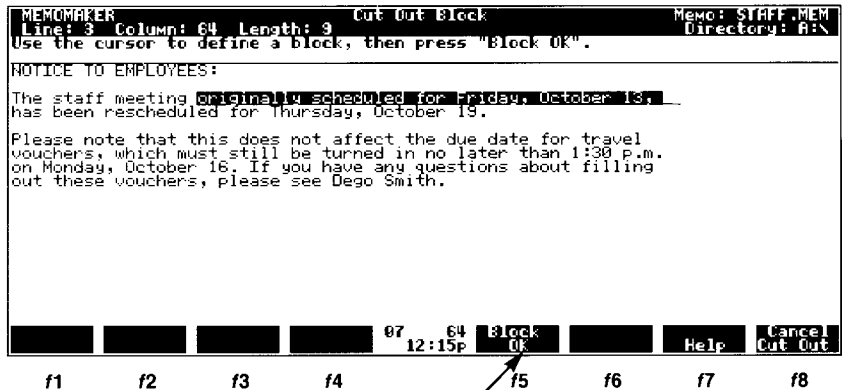 MEMOMAKER Cut Out Block Memo: STAFF.MEM
Line: 3 Column: 64 Length: 9 Directory: A:\
Use the cursor to define a block, then press "Block OK".
NOTICE TO EMPLOYEES:
The staff meeting originally scheduled for Friday, October 13,
has been rescheduled for Thursday, October 19.
Please note that this does not affect the due date for travel
vouchers, which must still be turned in no later than 1:30 p.m.
on Monday, October 16. If you have any questions about filling
out these vouchers, please see Dego Smith.
07 64 Block Cancel
12:15p OK Help Cut Out
f1 f2 f3 f4 f5 f6 f7 f8